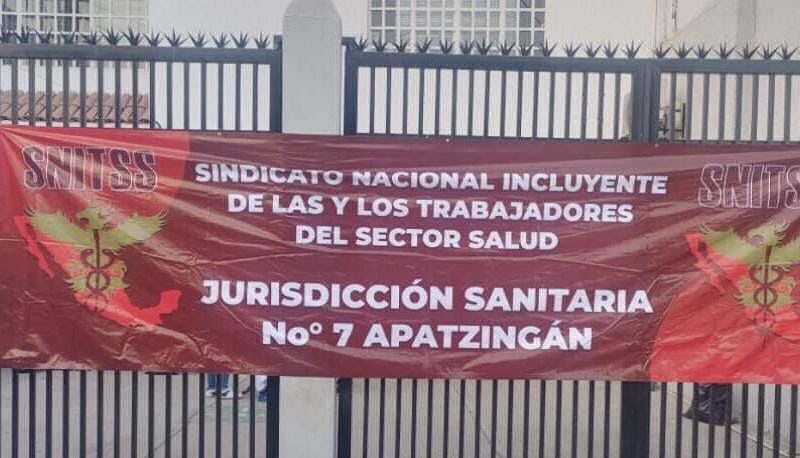 SNITSS
SINDICATO NACIONAL INCLUYENTE
DE LAS Y LOS TRABAJADORES
DEL SECTOR SALUD
JURISDICCIÓN SANITARIA
No° 7 APATZINGÁN
SNITS